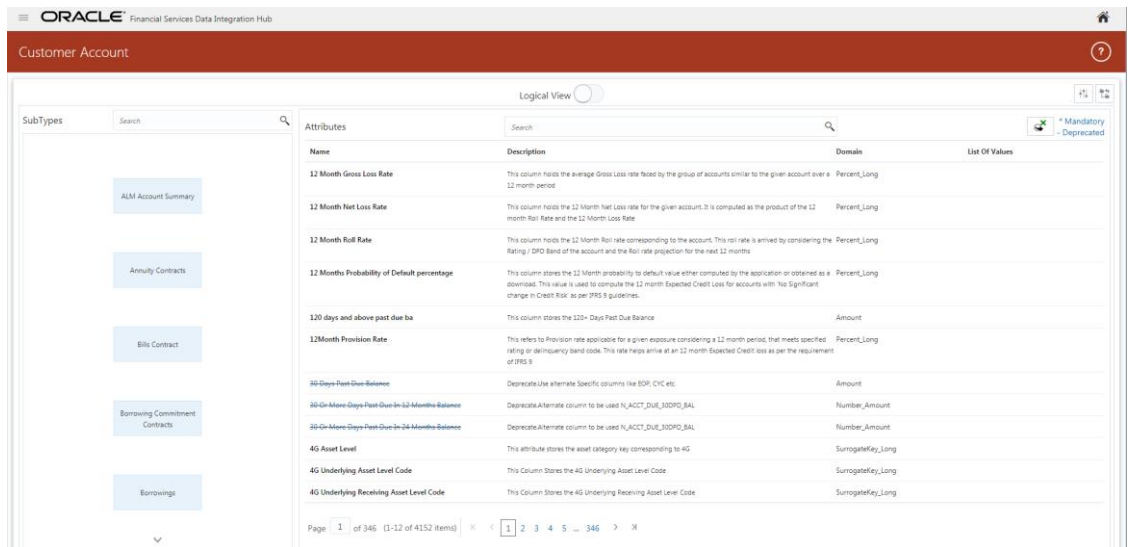 ORACLE® Financial Services Data Integration Hub
Customer Account
?
Logical View
SubTypes
Search
ALM Account Summary
Annuity Contracts
Bills Contract
Borrowing Commitment
Contracts
Borrowings
Attributes
Search
* Mandatory
- Deprecated
Name Description Domain List Of Values
12 Month Gross Loss Rate This column holds the average Gross Loss rate faced by the group of accounts similar to the given account over a Percent_Long
12 month period
12 Month Net Loss Rate This column holds the 12 Month Net Loss rate for the given account. It is computed as the product of the 12 Percent_Long
month Roll Rate and the 12 Month Loss Rate
12 Month Roll Rate This column holds the 12 Month Roll rate corresponding to the account. This roll rate is arrived by considering the Percent_Long
Rating / DPD Band of the account and the Roll rate projection for the next 12 months
12 Months Probability of Default percentage This column stores the 12 Month probability to default value either computed by the application or obtained as a Percent_Long
download. This value is used to compute the 12 month Expected Credit Loss for accounts with 'No Significant
change in Credit Risk' as per IFRS 9 guidelines.
120 days and above past due ba This column stores the 120+ Days Past Due Balance Amount
12Month Provision Rate This refers to Provision rate applicable for a given exposure considering a 12 month period, that meets specified Percent_Long
rating or delinquency band code. This rate helps arrive at an 12 month Expected Credit loss as per the requirement
of IFRS 9
30 Days Past Due Balance Deprecate.Use alternate Specific columns like EOP, CYC etc Amount
30 Or More Days Past Due In 12 Months Balance Deprecate.Alternate column to be used N_ACCT_DUE_30DPD_BAL Number_Amount
30 Or More Days Past Due In 24 Months Balance Deprecate.Alternate column to be used N_ACCT_DUE_30DPD_BAL Number_Amount
4G Asset Level This attribute stores the asset category key corresponding to 4G SurrogateKey_Long
4G Underlying Asset Level Code This Column Stores the 4G Underlying Asset Level Code SurrogateKey_Long
4G Underlying Receiving Asset Level Code This Column Stores the 4G Underlying Receiving Asset Level Code SurrogateKey_Long
Page 1 of 346 (1-12 of 4152 items) 1 2 3 4 5 ... 346